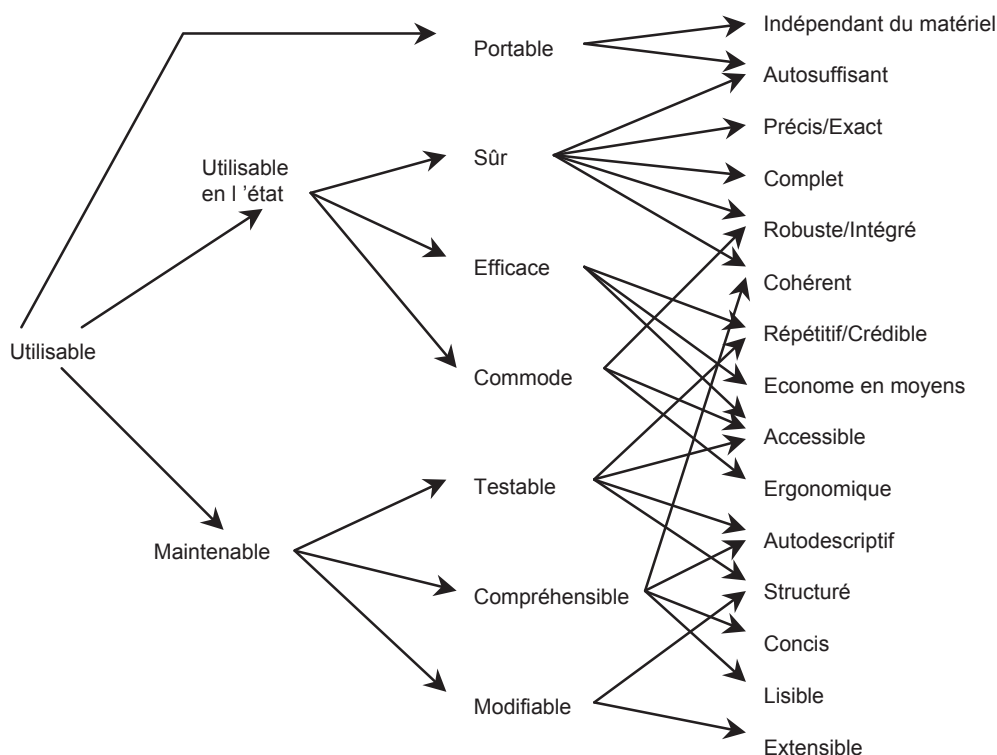 Indépendant du matériel
Portable
Autosuffisant
Précis/Exact
Utilisable
en l ’état
Sûr
Complet
Robuste/Intégré
Efficace
Cohérent
Répétitif/Crédible
Utilisable
Commode
Econome en moyens
Accessible
Testable
Ergonomique
Autodescriptif
Maintenable
Compréhensible
Structuré
Concis
Lisible
Modifiable
Extensible